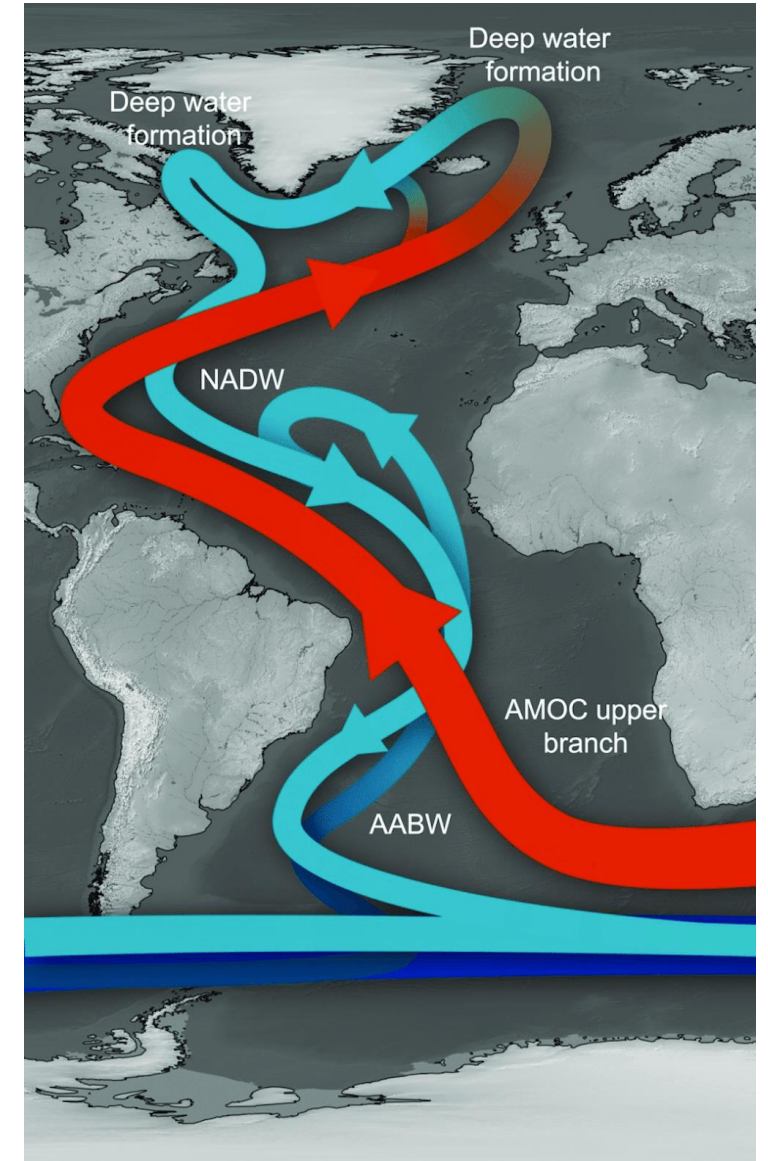 Deep water
formation
Deep water
formation
NADW
AMOC upper
branch
AABW